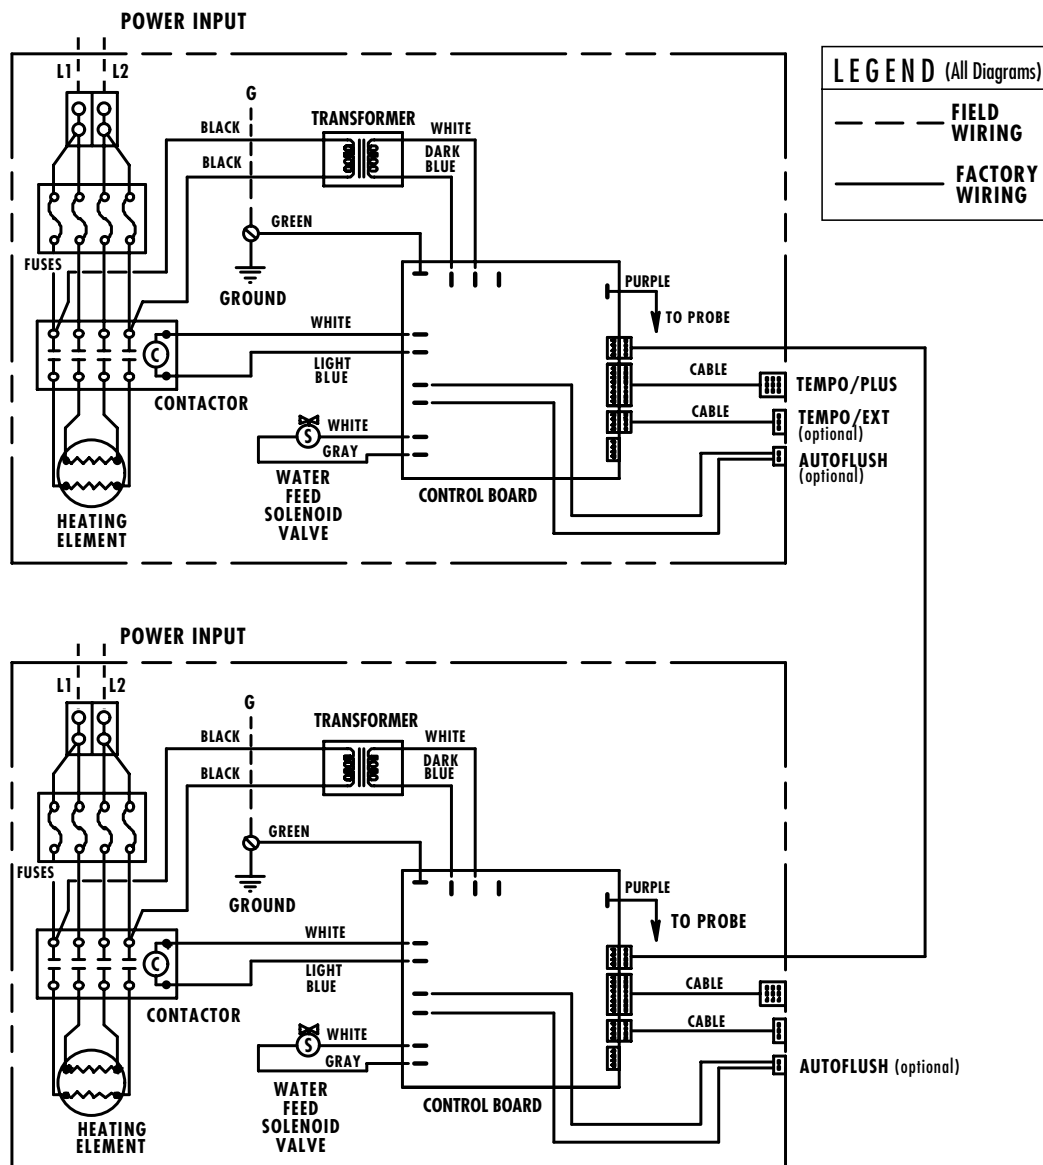 POWER INPUT
L1
L2
G
BLACK
TRANSFORMER
WHITE
BLACK
DARK
BLUE
GREEN
FUSES
GROUND
PURPLE
TO PROBE
WHITE
LIGHT
BLUE
C
CONTACTOR
CABLE
TEMPO/PLUS
CABLE
TEMPO/EXT
(optional)
S
WHITE
GRAY
AUTOFLUSH
(optional)
WATER
FEED
SOLENOID
VALVE
CONTROL BOARD
HEATING
ELEMENT
LEGEND (All Diagrams)
FIELD
WIRING
FACTORY
WIRING
POWER INPUT
L1
L2
G
BLACK
TRANSFORMER
WHITE
BLACK
DARK
BLUE
GREEN
FUSES
GROUND
PURPLE
TO PROBE
WHITE
LIGHT
BLUE
C
CONTACTOR
CABLE
CABLE
S
WHITE
GRAY
AUTOFLUSH (optional)
WATER
FEED
SOLENOID
VALVE
CONTROL BOARD
HEATING
ELEMENT